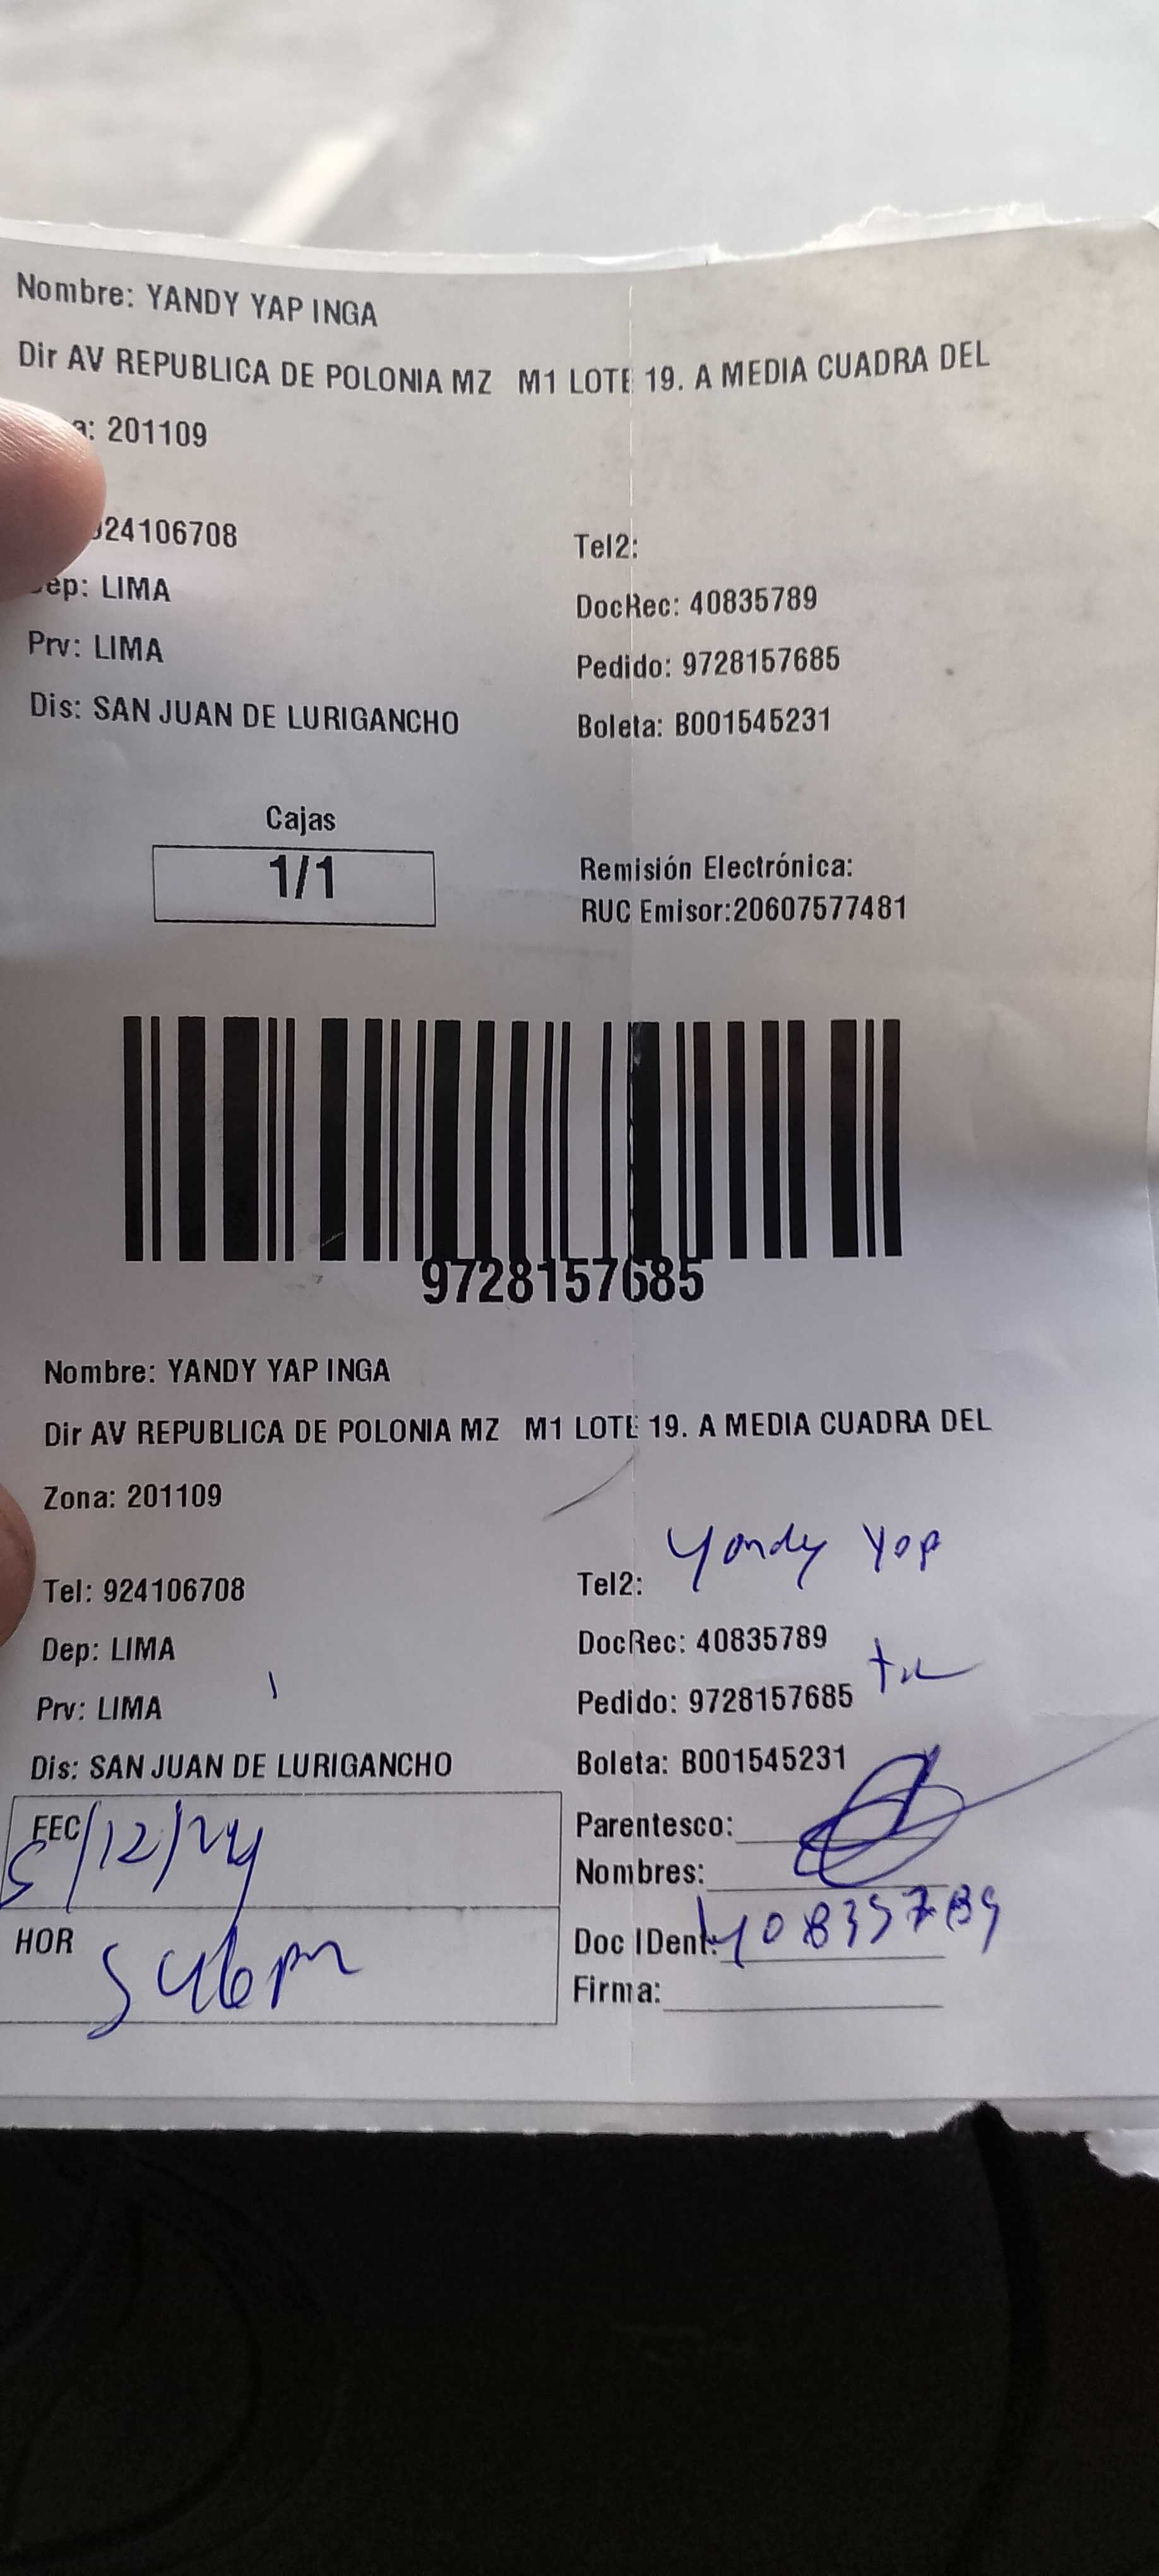 Nombre: YANDY YAP INGA
Dir AV REPUBLICA DE POLONIA MZ M1 LOTE 19. A MEDIA CUADRA DEL
a: 201109
924106708 Tel2:
Dep: LIMA DocRec: 40835789
Prv: LIMA Pedido: 9728157685
Dis: SAN JUAN DE LURIGANCHO Boleta: B001545231
Cajas
1/1
Remisión Electrónica:
RUC Emisor:20607577481
9728157685
Nombre: YANDY YAP INGA
Dir AV REPUBLICA DE POLONIA MZ M1 LOTE 19. A MEDIA CUADRA DEL
Zona: 201109
Yandy Yap
Tel: 924106708 Tel2:
Dep: LIMA DocRec: 40835789
Prv: LIMA Pedido: 9728157685
Dis: SAN JUAN DE LURIGANCHO Boleta: B001545231
FEC 5/12/24 Parentesco:
Nombres:
HOR 546pm Doc IDent: 40835789
Firma: